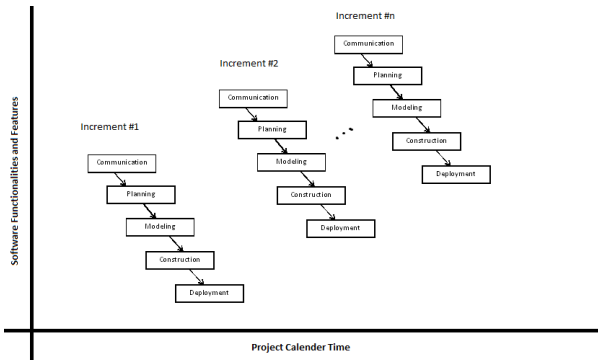 Increment #n
Communication
Planning
Modeling
Construction
Deployment
Increment #2
Communication
Planning
Modeling
Construction
Deployment
Increment #1
Communication
Planning
Modeling
Construction
Deployment
Software Functionalities and Features
Project Calender Time